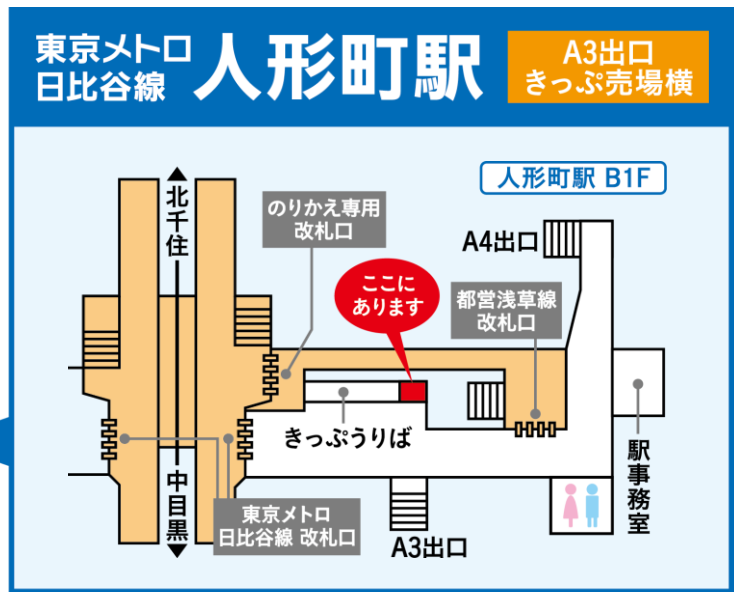 東京メトロ
日比谷線
人形町駅
A3出口
きっぷ売場横
人形町駅 B1F
▲
北千住
のりかえ専用
改札口
A4出口
ここに
あります
都営浅草線
改札口
きっぷうりば
駅事務室
中目黒
▼
東京メトロ
日比谷線 改札口
A3出口